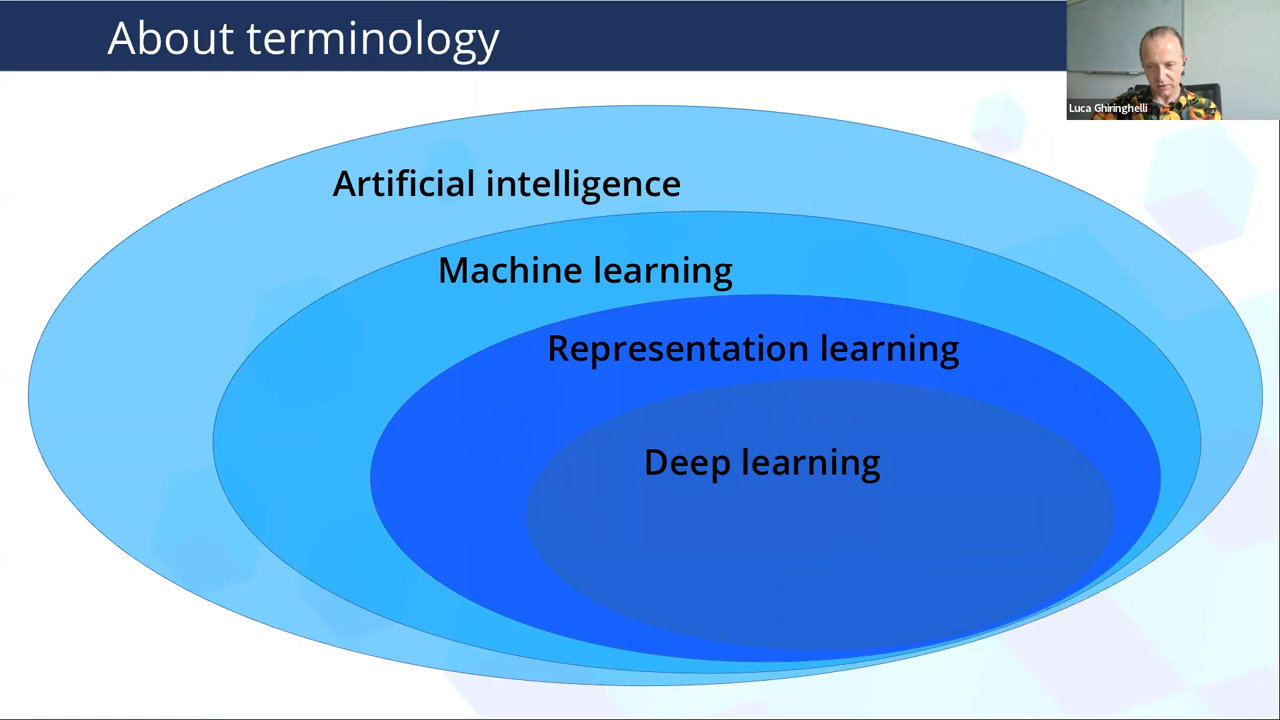 About terminology
Luca Ghiringhelli
Artificial intelligence
Machine learning
Representation learning
Deep learning